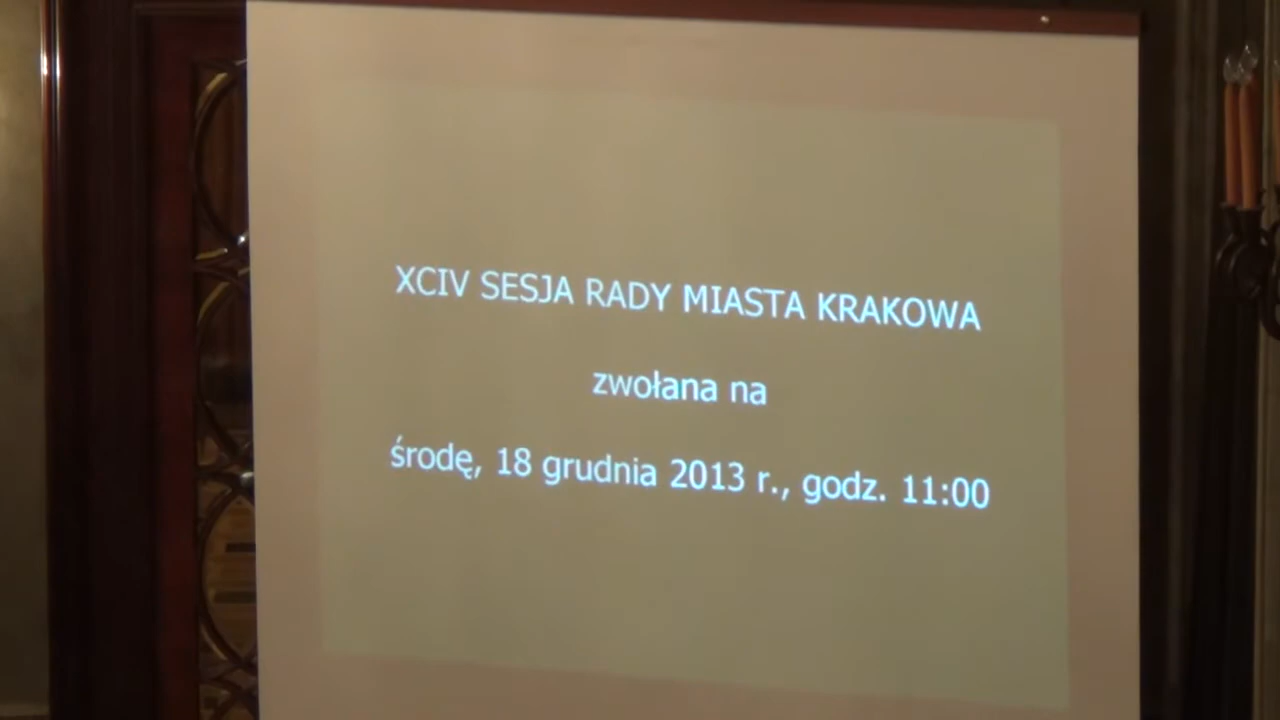 XCIV SESJA RADY MIASTA KRAKOWA
zwołana na
środę, 18 grudnia 2013 r., godz. 11:00